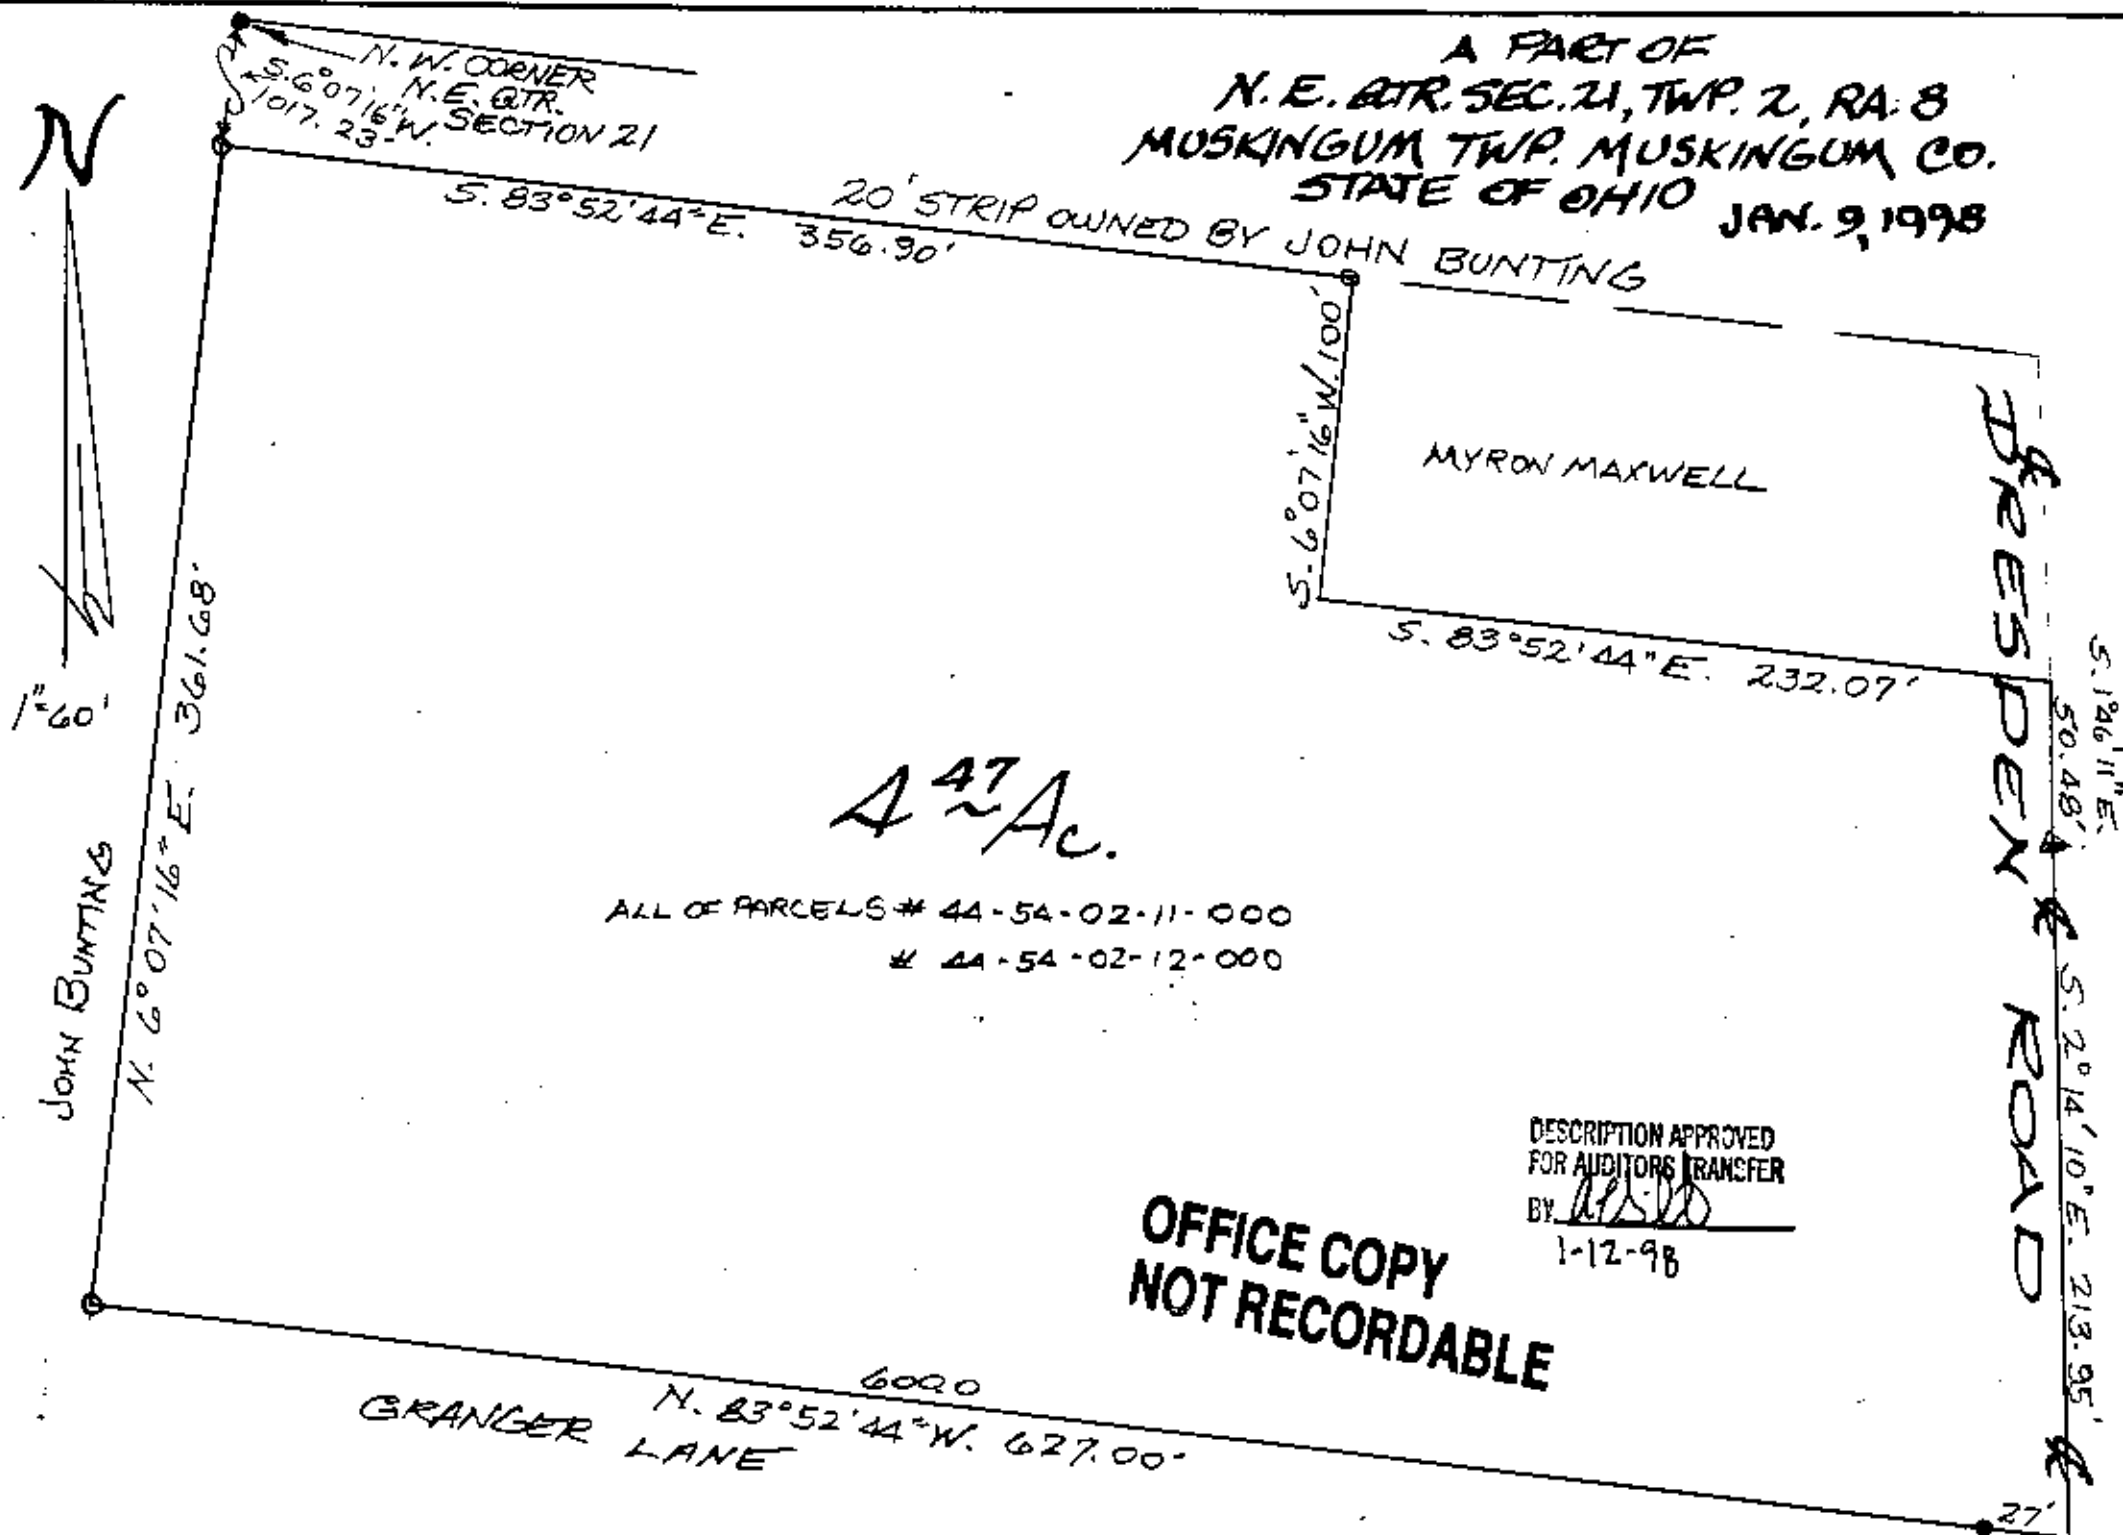 A PART OF
N.E. QTR. SEC. 21, TWP. 2, RA. 8
MUSKINGUM TWP. MUSKINGUM CO.
STATE OF OHIO
JAN. 9, 1998
N.W. CORNER
N.E. QTR.
SECTION 21
S. 6° 07' 16" W.
1017.23
N
1"=60'
S. 83° 52' 44" E. 356.90'
20' STRIP OWNED BY JOHN BUNTING
S. 6° 07' 16" W. 100'
MYRON MAXWELL
S. 83° 52' 44" E. 232.07'
DRESDEN ROAD
℄
℄
℄
S. 1° 46' 11" E.
50.48'
S. 2° 14' 10" E. 213.95'
JOHN BUNTING
N. 6° 07' 16" E. 361.68'
4 47 Ac.
ALL OF PARCELS # 44-54-02-11-000
# 44-54-02-12-000
DESCRIPTION APPROVED
FOR AUDITORS TRANSFER
BY
1-12-98
OFFICE COPY
NOT RECORDABLE
600.0
N. 83° 52' 44" W. 627.00'
GRANGER
LANE
27'